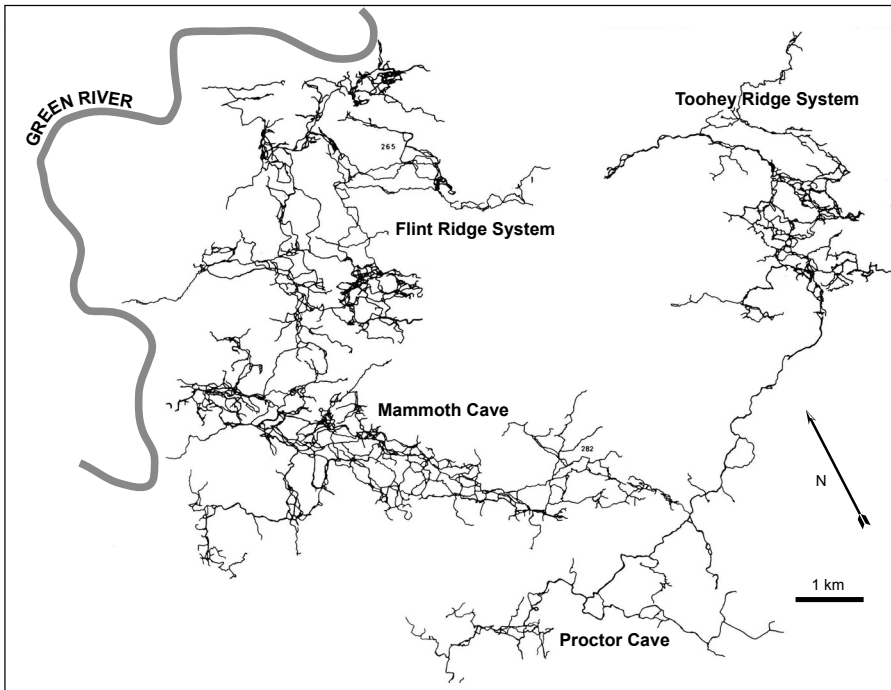 GREEN RIVER
Toohey Ridge System
265
Flint Ridge System
Mammoth Cave
282
N
1 km
Proctor Cave